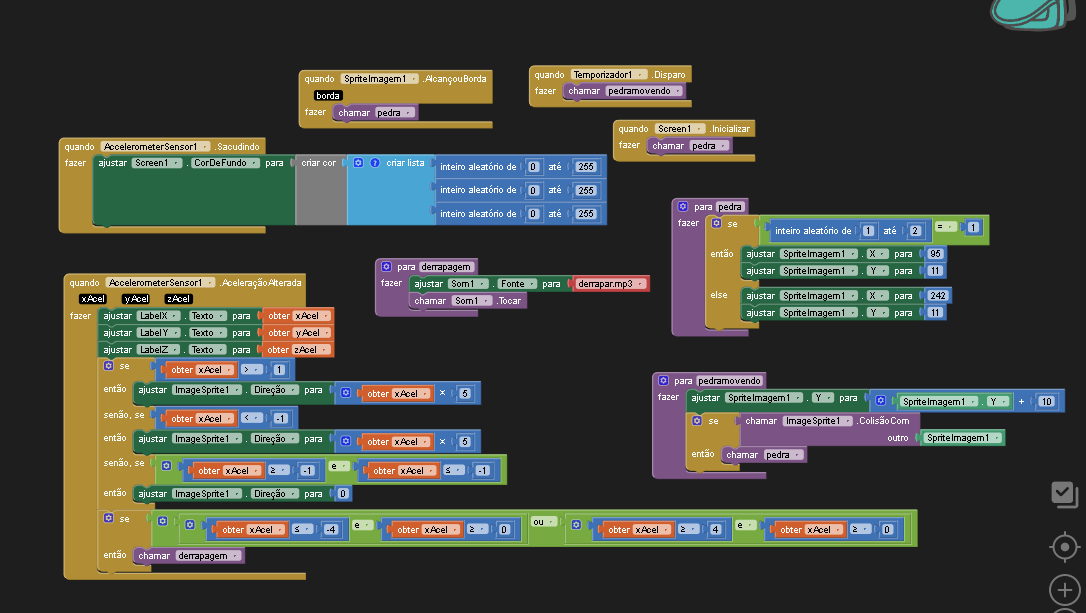 quando SpriteImagem1 .AlcançouBorda
borda
fazer chamar pedra
quando Temporizador1 .Disparo
fazer chamar pedramovendo
quando Screen1 .Inicializar
fazer chamar pedra
quando AccelerometerSensor1 .Sacudindo
fazer ajustar Screen1 . CorDeFundo para criar cor ? criar lista inteiro aleatório de 0 até 255
inteiro aleatório de 0 até 255
inteiro aleatório de 0 até 255
para pedra
fazer se inteiro aleatório de 1 até 2 = 1
então ajustar SpriteImagem1 . X para 95
ajustar SpriteImagem1 . Y para 11
else ajustar SpriteImagem1 . X para 242
ajustar SpriteImagem1 . Y para 11
para derrapagem
fazer ajustar Som1 . Fonte para derrapar.mp3
chamar Som1 .Tocar
quando AccelerometerSensor1 .AceleraçãoAlterada
xAcel yAcel zAcel
fazer ajustar LabelX . Texto para obter xAcel
ajustar LabelY . Texto para obter yAcel
ajustar LabelZ . Texto para obter zAcel
se obter xAcel > 1
então ajustar ImageSprite1 . Direção para obter xAcel × 5
senão, se obter xAcel < -1
então ajustar ImageSprite1 . Direção para obter xAcel × 5
senão, se obter xAcel ≥ -1 e obter xAcel ≤ -1
então ajustar ImageSprite1 . Direção para 0
se obter xAcel ≤ -4 e obter xAcel ≥ 0 ou obter xAcel ≥ 4 e obter xAcel ≥ 0
então chamar derrapagem
para pedramovendo
fazer ajustar SpriteImagem1 . Y para SpriteImagem1 . Y + 10
se chamar ImageSprite1 .ColisãoCom
outro SpriteImagem1
então chamar pedra